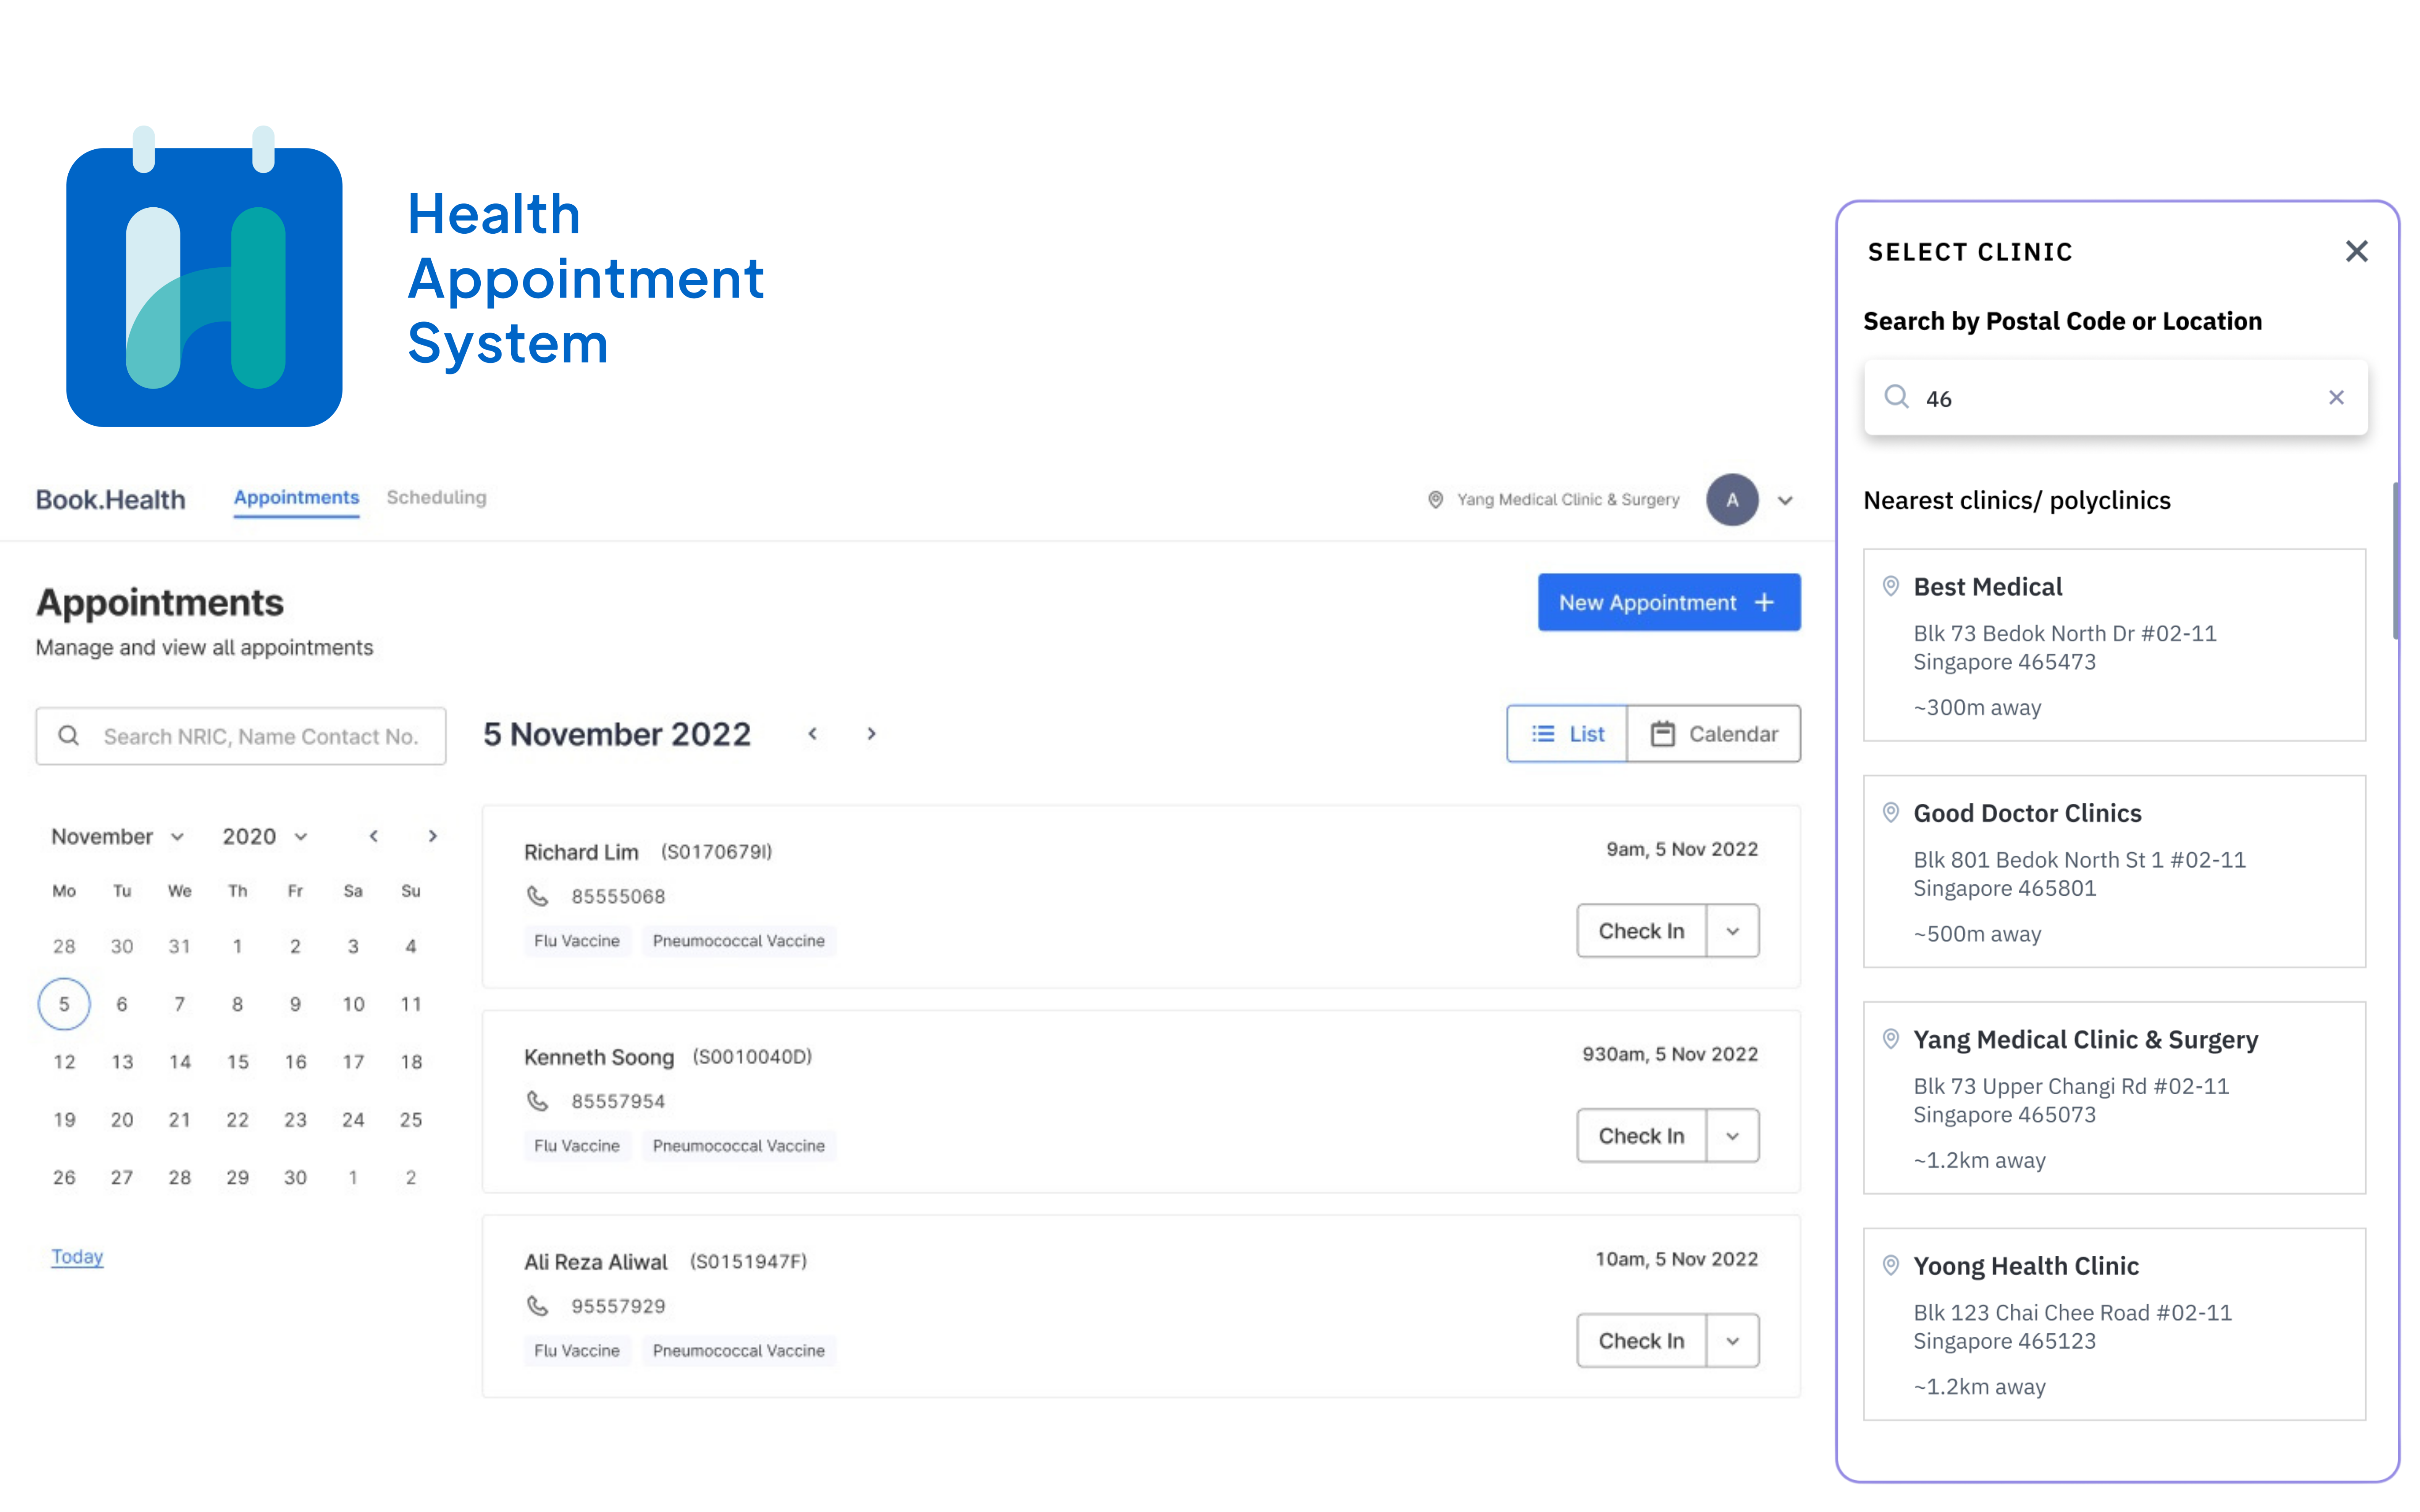 Health
Appointment
System
Book.Health Appointments Scheduling Yang Medical Clinic & Surgery A
Appointments
Manage and view all appointments
New Appointment +
Search NRIC, Name Contact No.
5 November 2022 < >
List Calendar
November 2020 < >
Mo Tu We Th Fr Sa Su
28 30 31 1 2 3 4
5 6 7 8 9 10 11
12 13 14 15 16 17 18
19 20 21 22 23 24 25
26 27 28 29 30 1 2
Today
Richard Lim (S0170679I) 9am, 5 Nov 2022
85555068
Flu Vaccine Pneumococcal Vaccine Check In
Kenneth Soong (S0010040D) 930am, 5 Nov 2022
85557954
Flu Vaccine Pneumococcal Vaccine Check In
Ali Reza Aliwal (S0151947F) 10am, 5 Nov 2022
95557929
Flu Vaccine Pneumococcal Vaccine Check In
SELECT CLINIC
Search by Postal Code or Location
46
Nearest clinics/ polyclinics
Best Medical
Blk 73 Bedok North Dr #02-11
Singapore 465473
~300m away
Good Doctor Clinics
Blk 801 Bedok North St 1 #02-11
Singapore 465801
~500m away
Yang Medical Clinic & Surgery
Blk 73 Upper Changi Rd #02-11
Singapore 465073
~1.2km away
Yoong Health Clinic
Blk 123 Chai Chee Road #02-11
Singapore 465123
~1.2km away